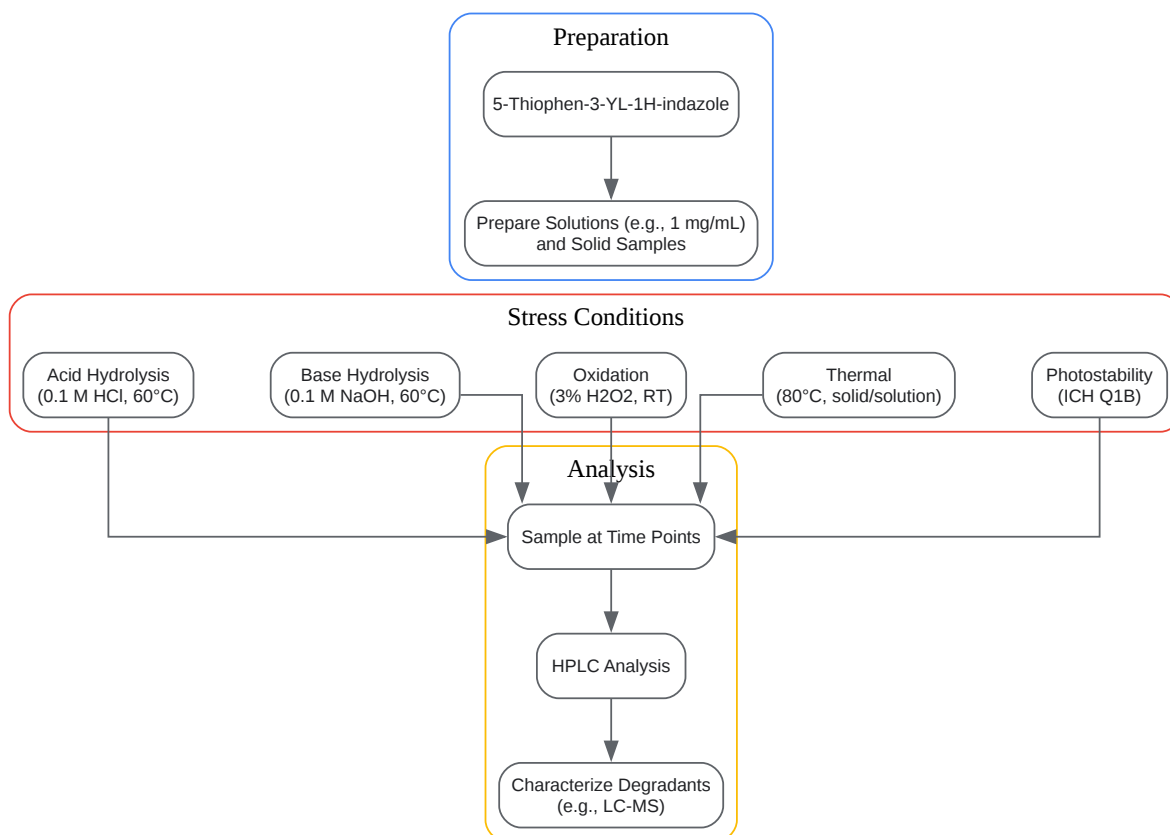 Preparation
5-Thiophen-3-YL-1H-indazole
Prepare Solutions (e.g., 1 mg/mL)
and Solid Samples
Stress Conditions
Acid Hydrolysis
(0.1 M HCl, 60°C)
Base Hydrolysis
(0.1 M NaOH, 60°C)
Oxidation
(3% H2O2, RT)
Thermal
(80°C, solid/solution)
Photostability
(ICH Q1B)
Analysis
Sample at Time Points
HPLC Analysis
Characterize Degradants
(e.g., LC-MS)